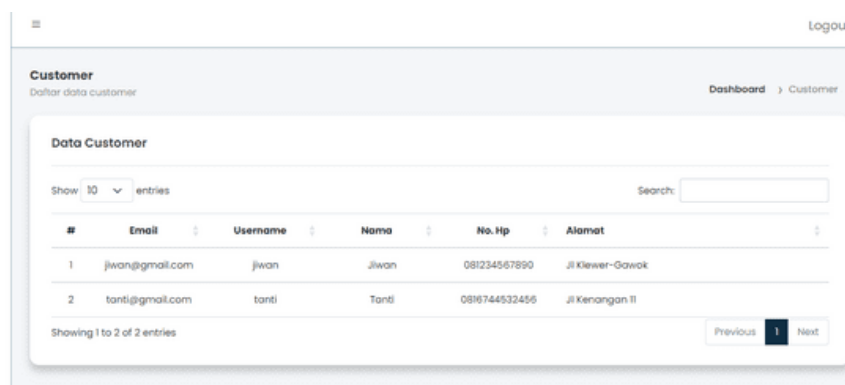 Logou
Customer
Daftar data customer
Dashboard > Customer
Data Customer
Show 10 entries Search:
# Email Username Nama No. Hp Alamat
1 jiwan@gmail.com jiwan Jiwan 081234567890 Jl Klewer-Gawok
2 tanti@gmail.com tanti Tanti 0816744532456 Jl Kenangan 11
Showing 1 to 2 of 2 entries Previous 1 Next